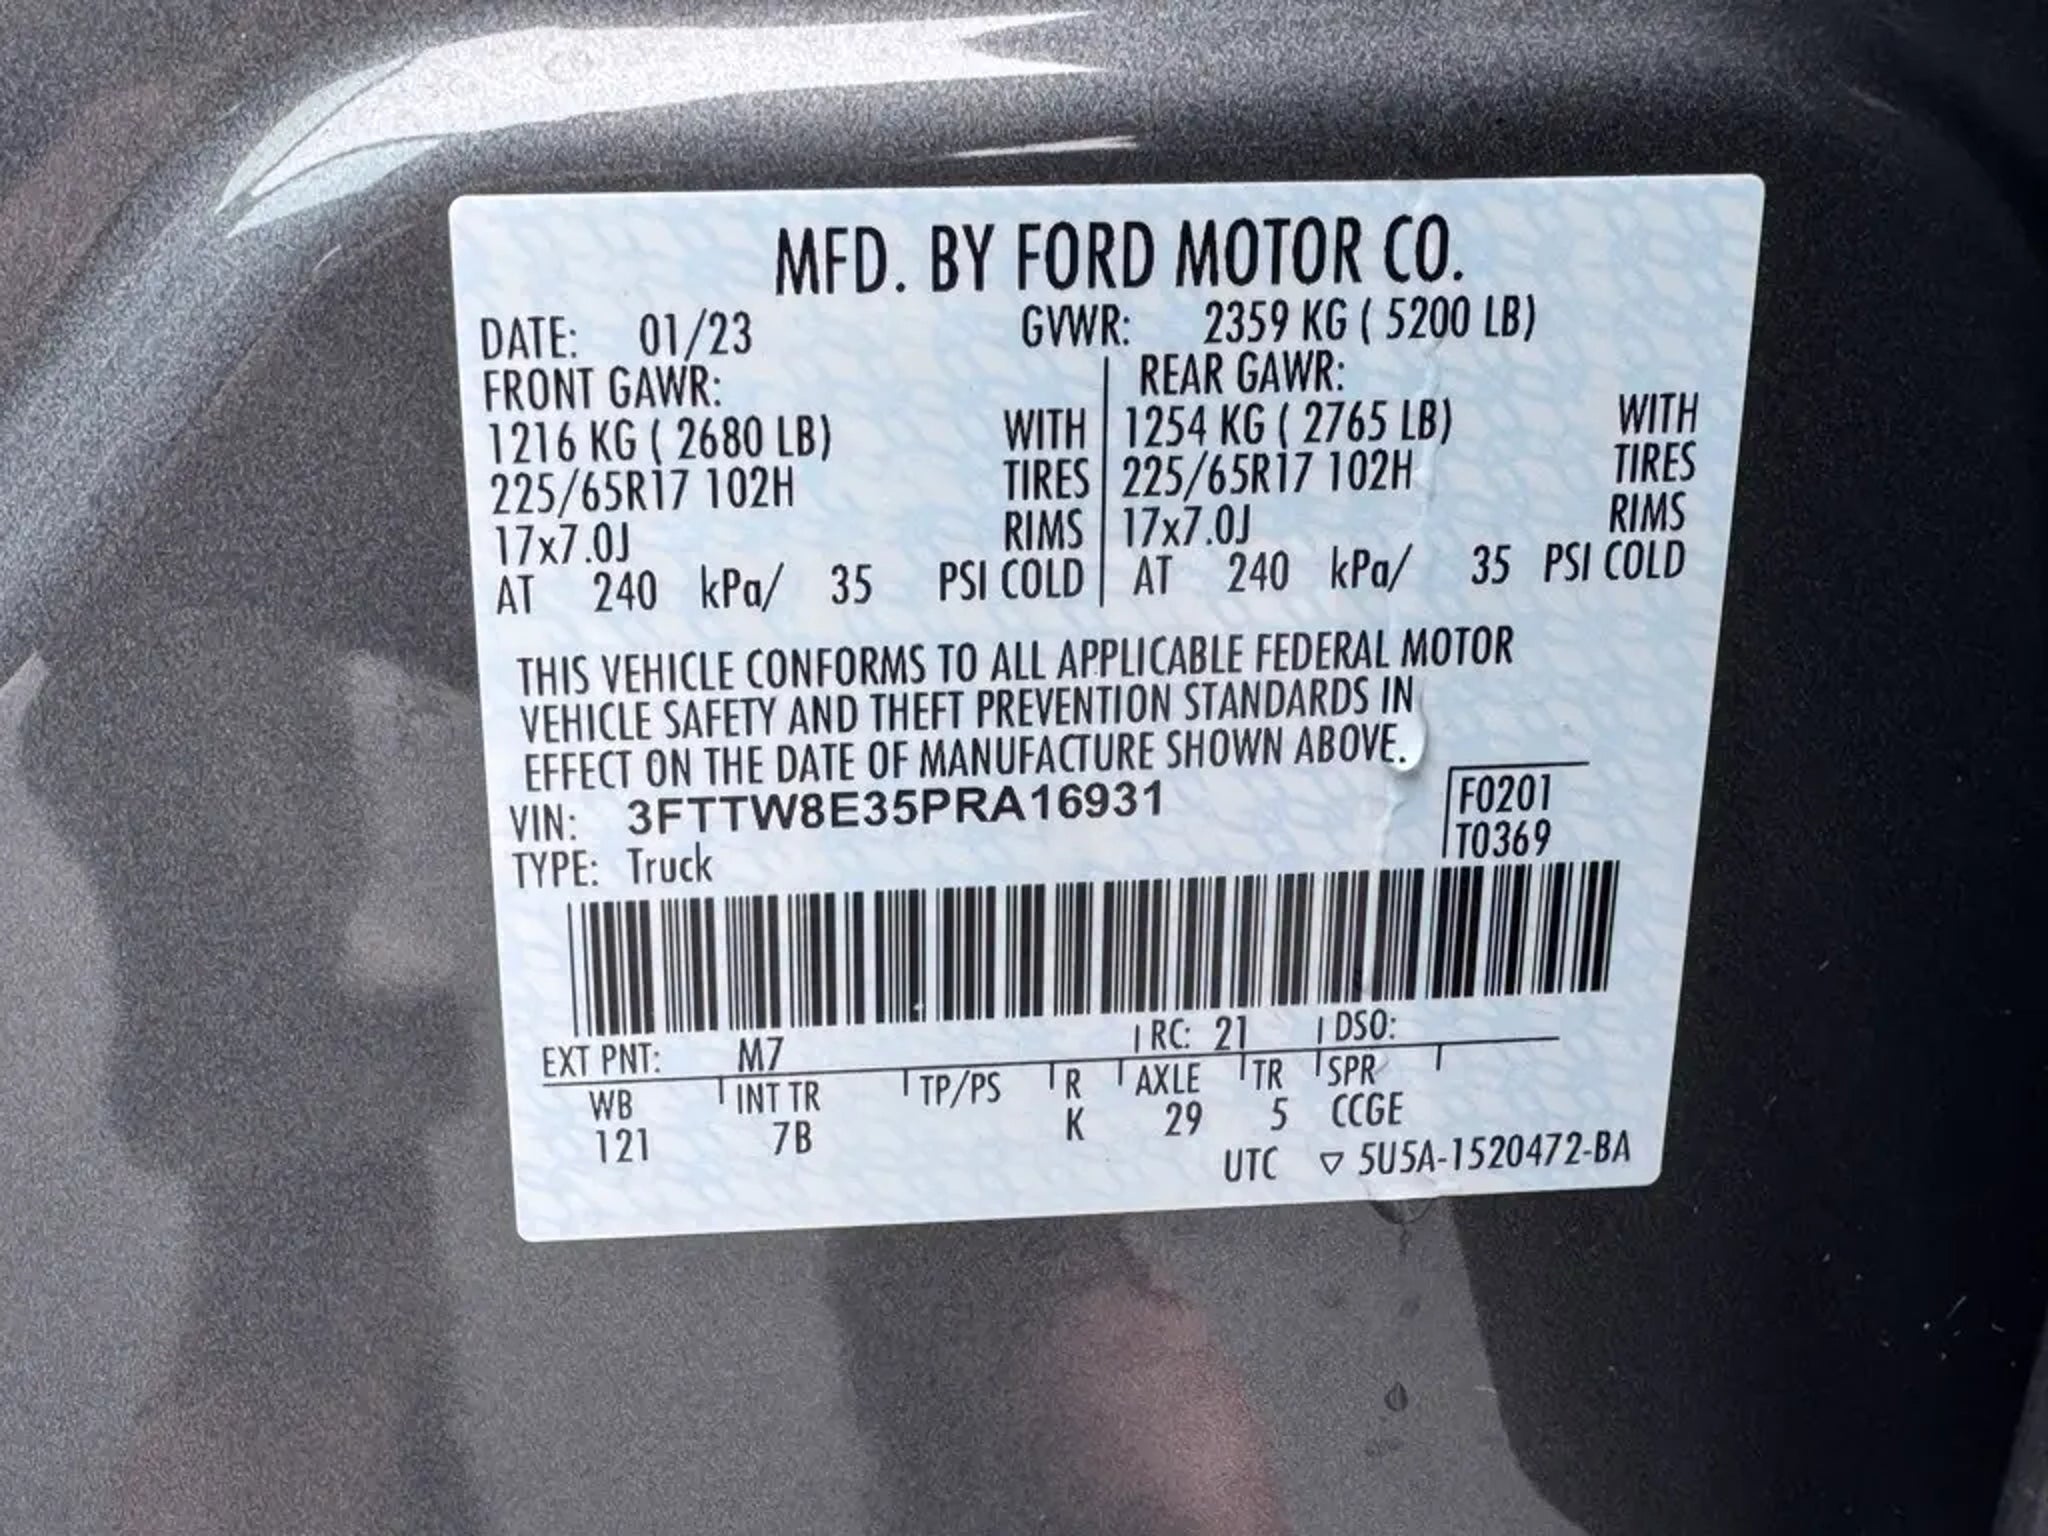 MFD. BY FORD MOTOR CO.
DATE: 01/23 GVWR: 2359 KG ( 5200 LB)
FRONT GAWR: REAR GAWR:
1216 KG ( 2680 LB) WITH 1254 KG ( 2765 LB) WITH
225/65R17 102H TIRES 225/65R17 102H TIRES
17x7.0J RIMS 17x7.0J RIMS
AT 240 kPa/ 35 PSI COLD AT 240 kPa/ 35 PSI COLD
THIS VEHICLE CONFORMS TO ALL APPLICABLE FEDERAL MOTOR
VEHICLE SAFETY AND THEFT PREVENTION STANDARDS IN
EFFECT ON THE DATE OF MANUFACTURE SHOWN ABOVE.
VIN: 3FTTW8E35PRA16931 F0201
TYPE: Truck T0369
EXT PNT: M7 RC: 21 DSO:
WB INT TR TP/PS R AXLE TR SPR
121 7B K 29 5 CCGE
UTC ▽ 5U5A-1520472-BA